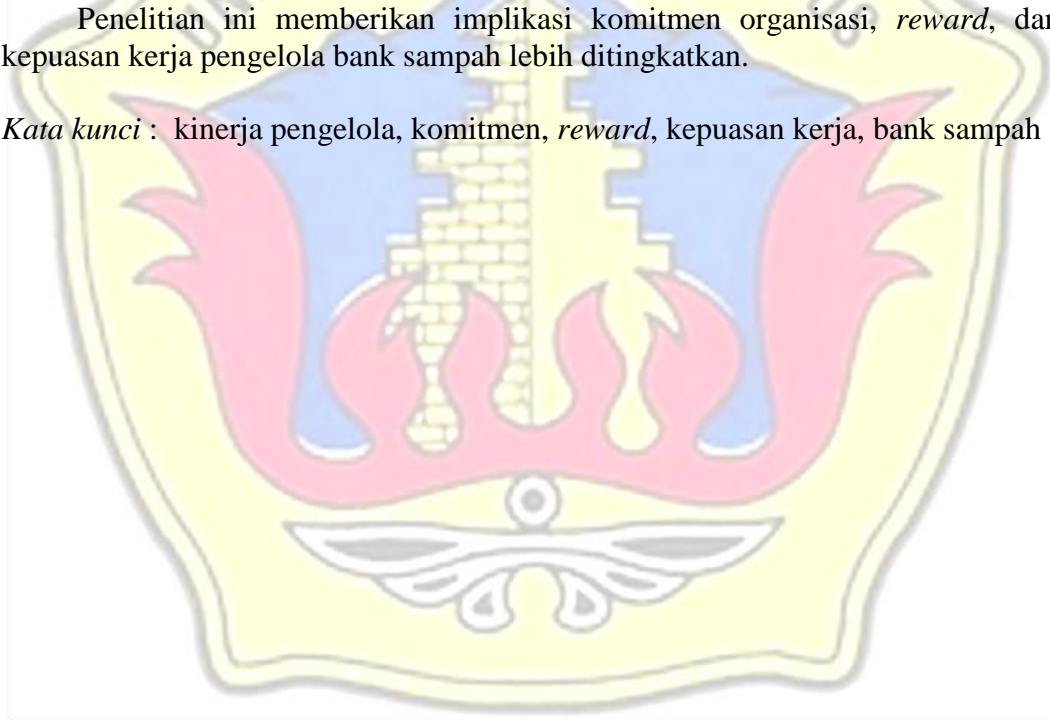 Penelitian ini memberikan implikasi komitmen organisasi, reward, dan
kepuasan kerja pengelola bank sampah lebih ditingkatkan.
Kata kunci : kinerja pengelola, komitmen, reward, kepuasan kerja, bank sampah